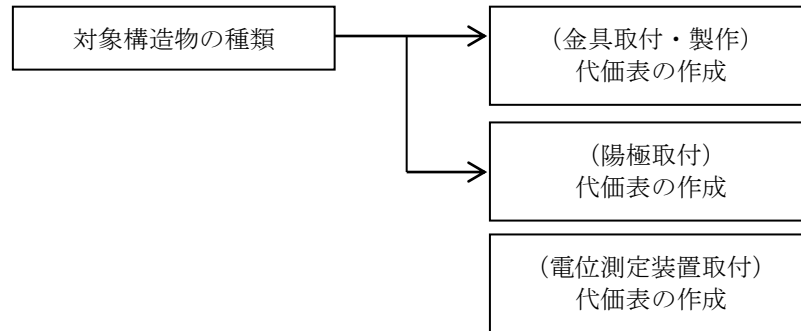 対象構造物の種類
（金具取付・製作）
代価表の作成
（陽極取付）
代価表の作成
（電位測定装置取付）
代価表の作成